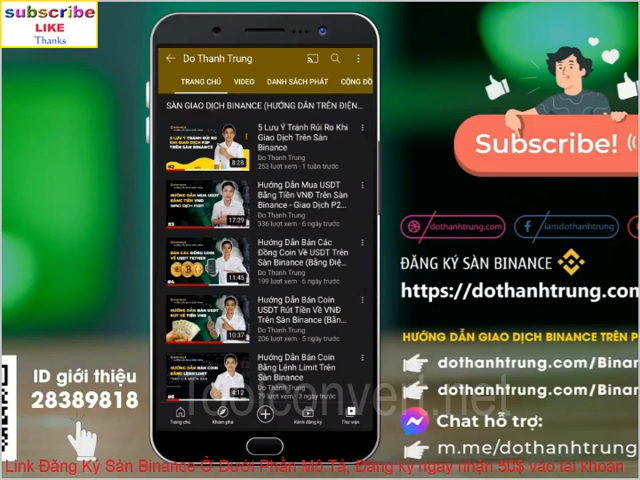 subscribe
LIKE
Thanks
Do Thanh Trung
TRANG CHỦ VIDEO DANH SÁCH PHÁT CỘNG ĐỒ
SÀN GIAO DỊCH BINANCE (HƯỚNG DẪN TRÊN ĐIỆN...
5 Lưu Ý Tránh Rủi Ro Khi
Giao Dịch Trên Sàn
Binance
Do Thanh Trung
253 lượt xem · 1 tuần trước
8:28
Hướng Dẫn Mua USDT
Bằng Tiền VNĐ Trên Sàn
Binance - Giao Dịch P2...
Do Thanh Trung
336 lượt xem · 6 ngày trước
17:29
Hướng Dẫn Bán Các
Đồng Coin Về USDT Trên
Sàn Binance (Bằng Điệ...
Do Thanh Trung
199 lượt xem · 6 ngày trước
11:45
Hướng Dẫn Bán Coin
USDT Rút Tiền Về VNĐ
Trên Sàn Binance (Bằn...
Do Thanh Trung
206 lượt xem · 5 ngày trước
10:37
Hướng Dẫn Bán Coin
Bằng Lệnh Limit Trên
Sàn Binance
Do Thanh Trung
79 lượt xem · 3 ngày trước
4:12
Trang chủ Khám phá Kênh đăng ký Thư viện
ID giới thiệu
28389818
Subscribe!
dothanhtrung.com
iamdothanhtrung
ĐĂNG KÝ SÀN BINANCE
https://dothanhtrung.com
HƯỚNG DẪN GIAO DỊCH BINANCE TRÊN P
dothanhtrung.com/Binar
dothanhtrung.com/Binar
Chat hỗ trợ:
m.me/dothanhtrung
Link Đăng Ký Sàn Binance Ở Dưới Phần Mô Tả, Đăng ký ngay nhận 50$ vào tài khoản